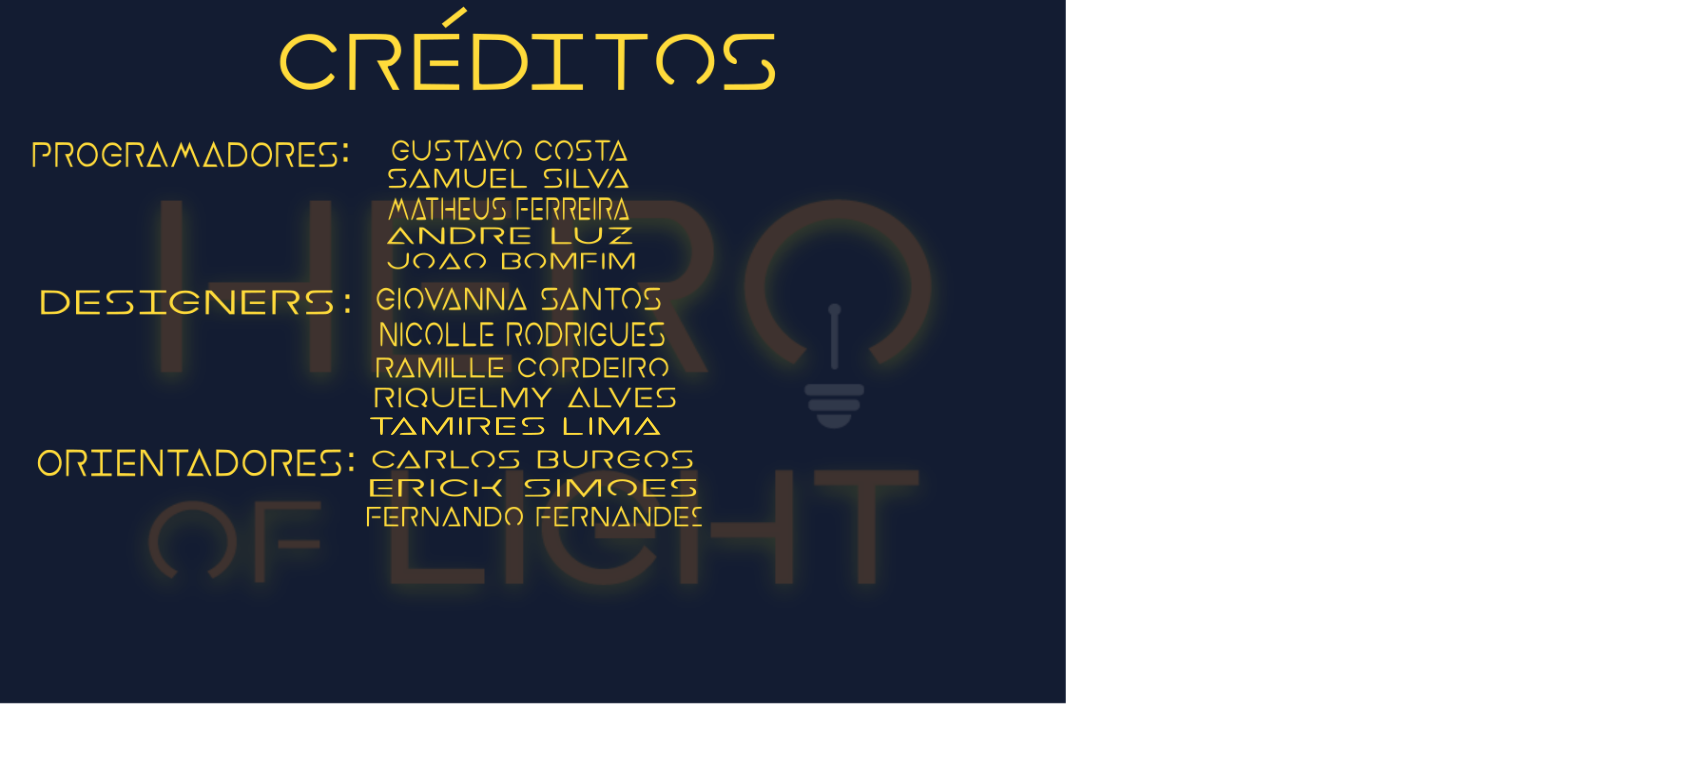 CRÉDITOS
PROGRAMADORES: GUSTAVO COSTA
SAMUEL SILVA
MATHEUS FERREIRA
ANDRE LUZ
JOAO BOMFIM
DESIGNERS: GIOVANNA SANTOS
NICOLLE RODRIGUES
RAMILLE CORDEIRO
RIQUELMY ALVES
TAMIRES LIMA
ORIENTADORES: CARLOS BURGOS
ERICK SIMOES
FERNANDO FERNANDES
HERO
OF LIGHT